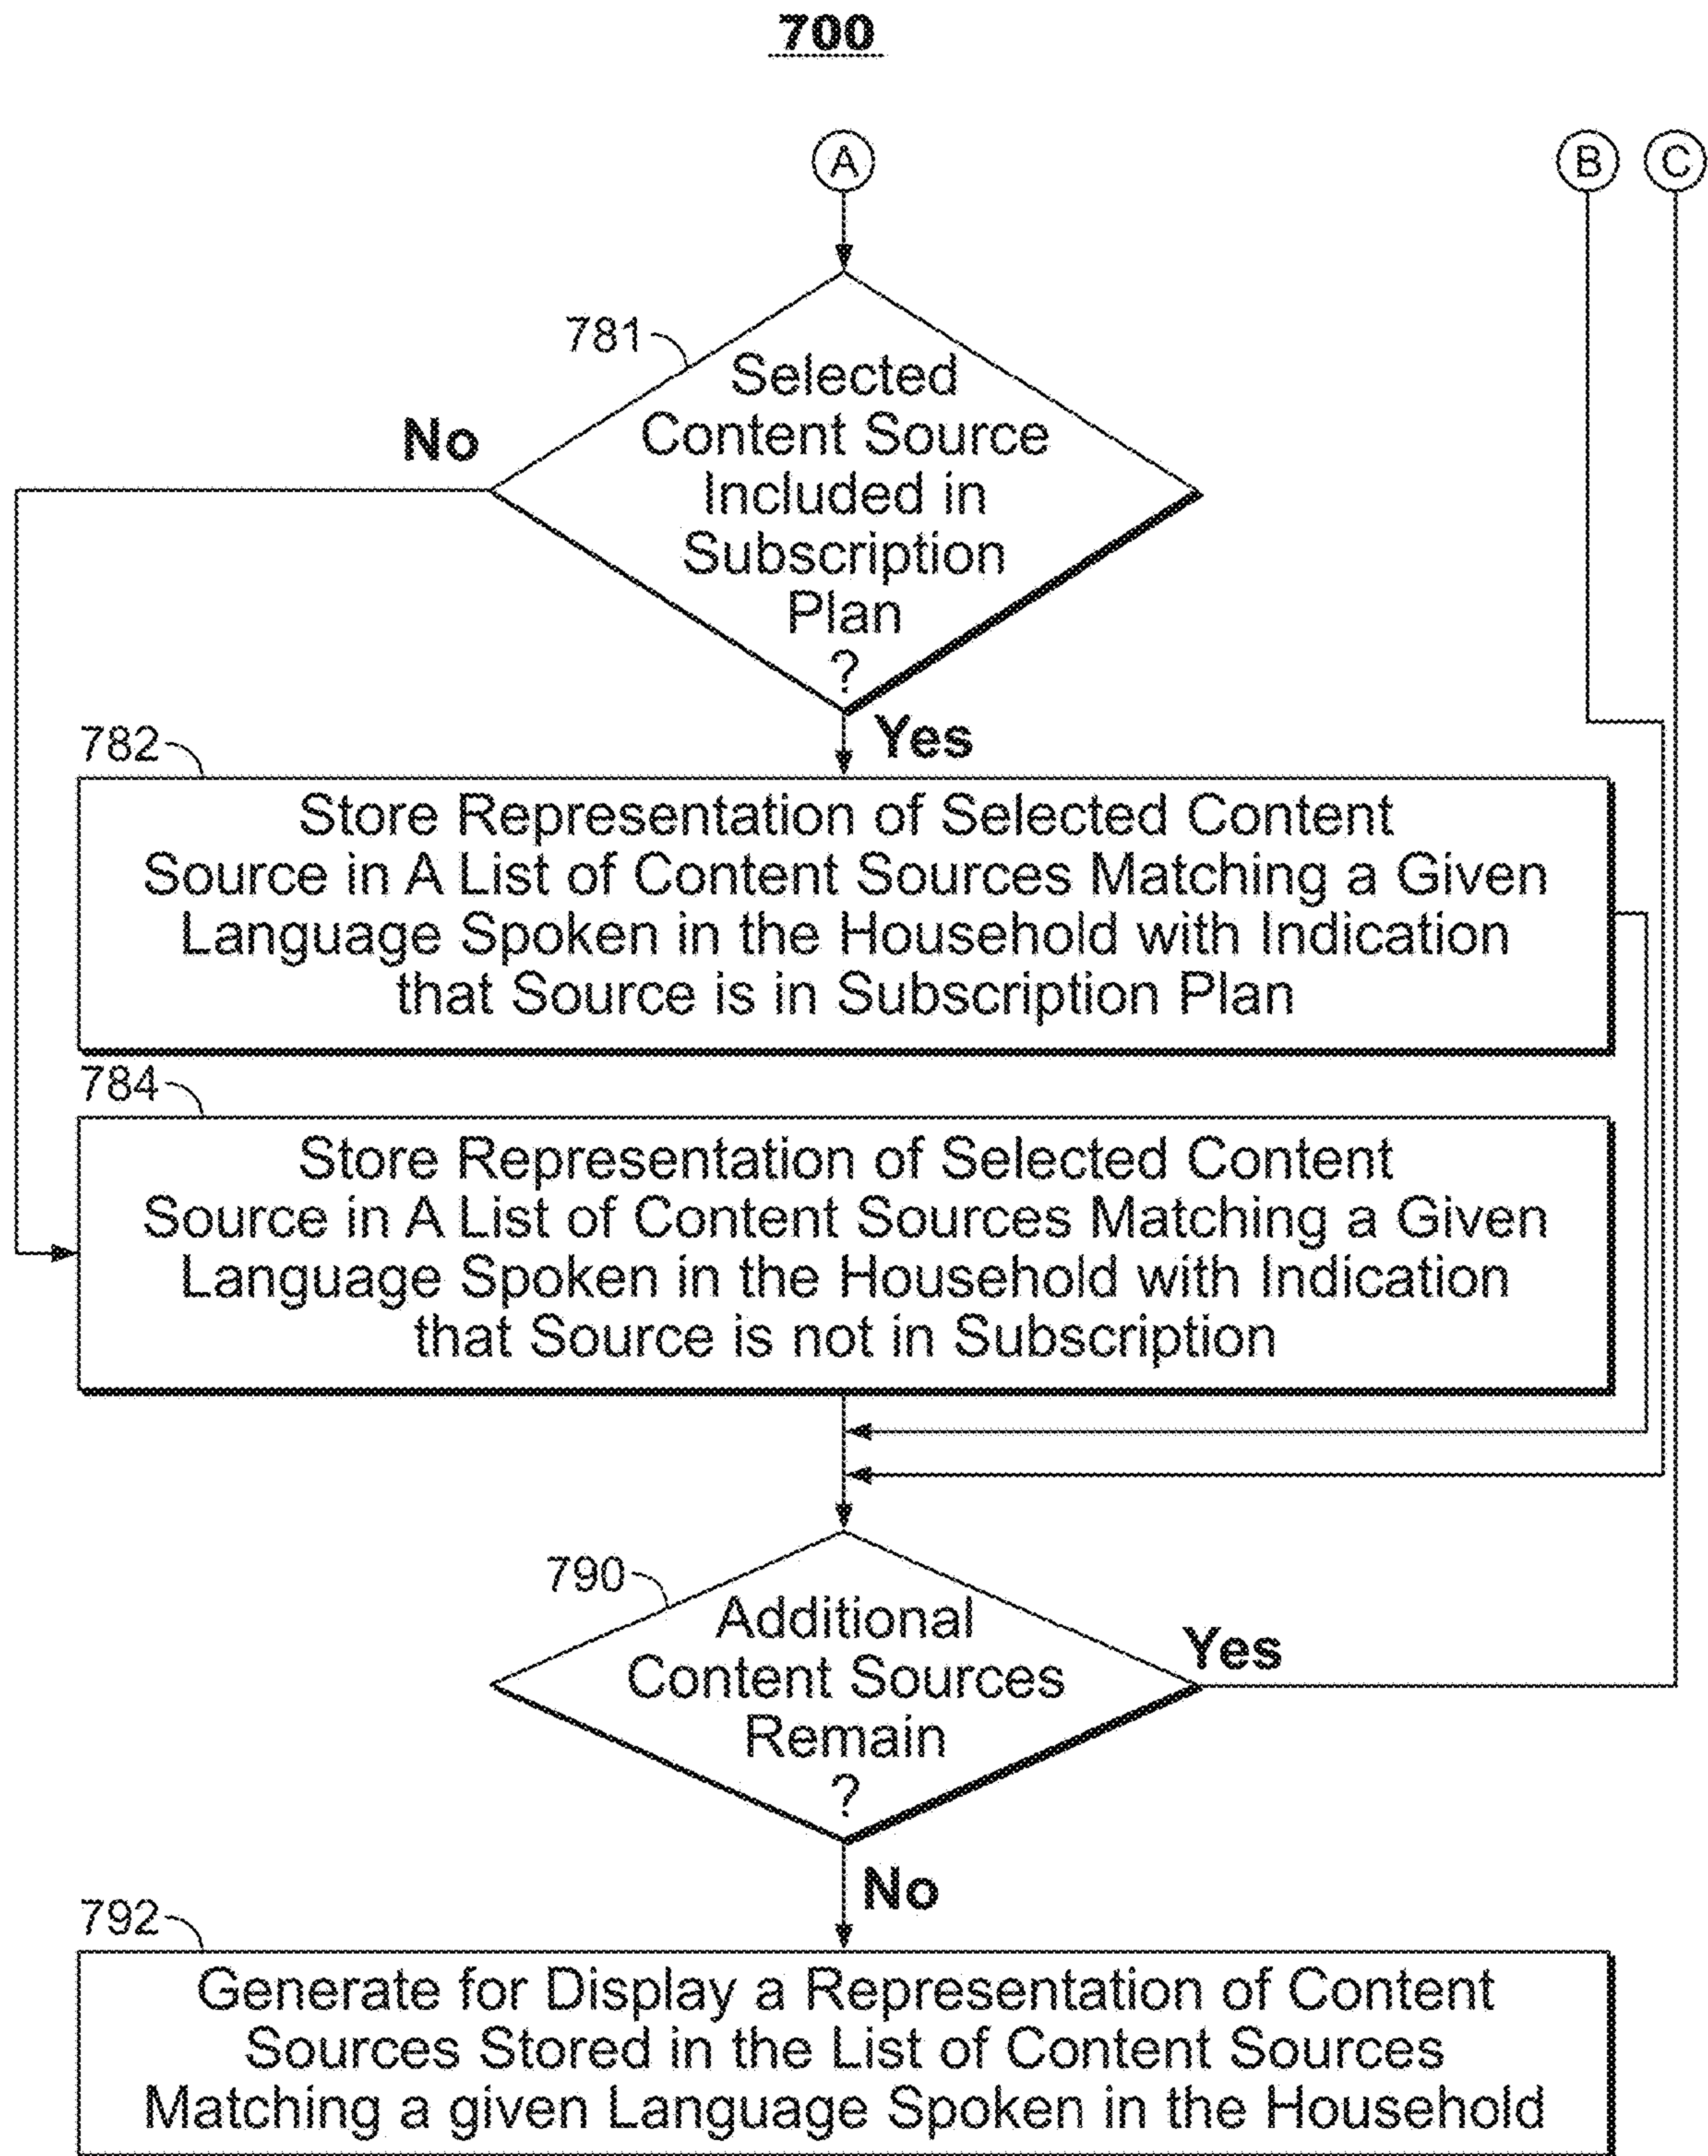 700
A
B
C
781
Selected
Content Source
Included in
Subscription
Plan
?
No
Yes
782
Store Representation of Selected Content
Source in A List of Content Sources Matching a Given
Language Spoken in the Household with Indication
that Source is in Subscription Plan
784
Store Representation of Selected Content
Source in A List of Content Sources Matching a Given
Language Spoken in the Household with Indication
that Source is not in Subscription
790
Additional
Content Sources
Remain
?
Yes
No
792
Generate for Display a Representation of Content
Sources Stored in the List of Content Sources
Matching a given Language Spoken in the Household